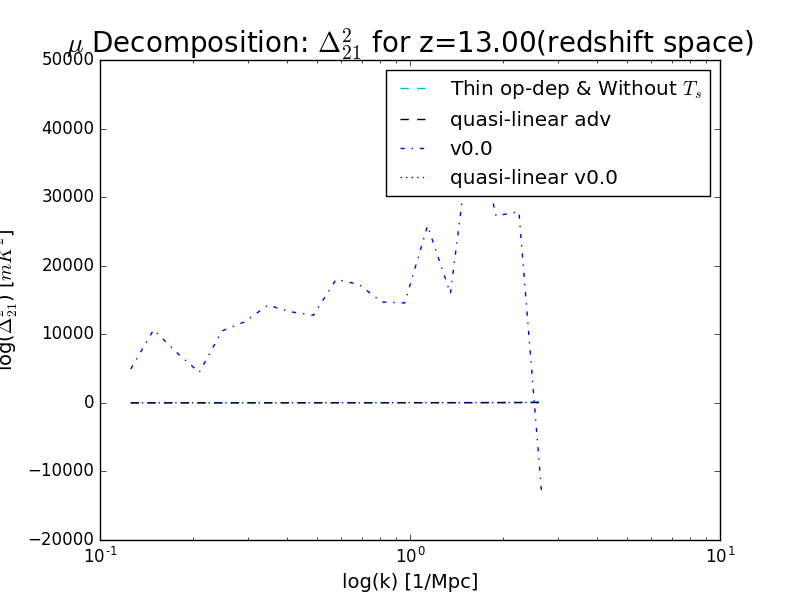 μ Decomposition: Δ²₂₁ for z=13.00(redshift space)
Thin op-dep & Without Tₛ
quasi-linear adv
v0.0
quasi-linear v0.0
50000
40000
30000
20000
10000
0
−10000
−20000
log(Δ²₂₁) [mK²]
10⁻¹
10⁰
10¹
log(k) [1/Mpc]